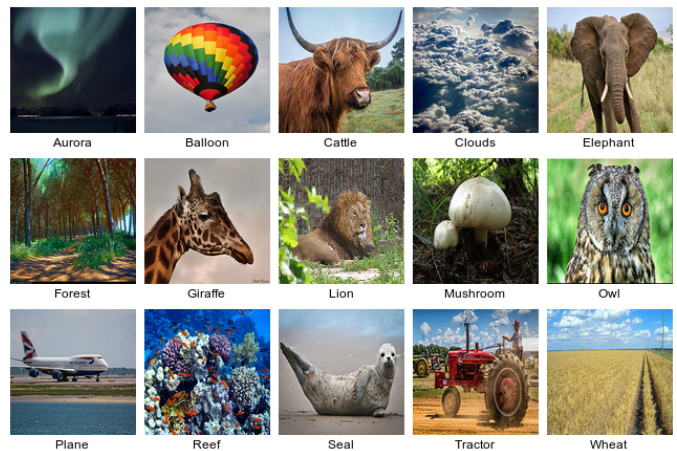 Aurora
Balloon
Cattle
Clouds
Elephant
Forest
Giraffe
Lion
Mushroom
Owl
Plane
Reef
Seal
Tractor
Wheat